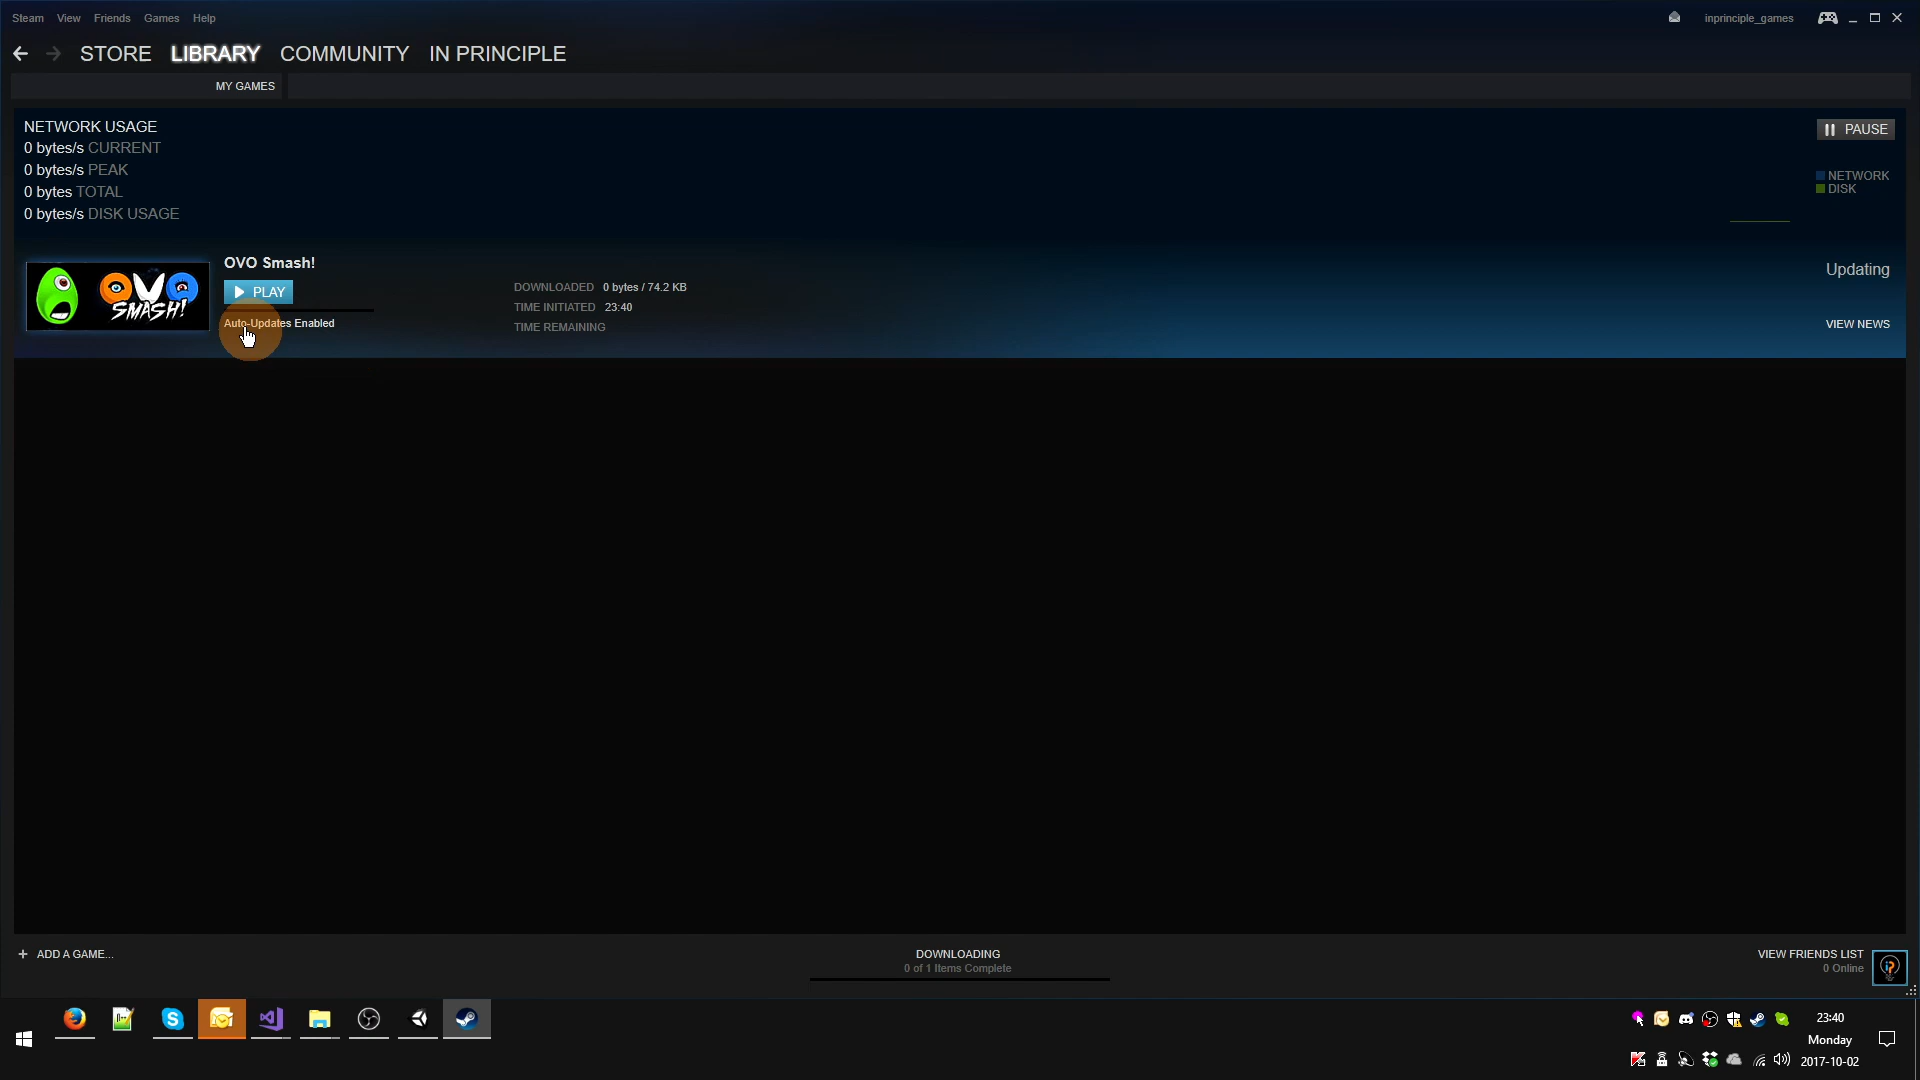 Steam View Friends Games Help
inprinciple_games
STORE LIBRARY COMMUNITY IN PRINCIPLE
MY GAMES
NETWORK USAGE
0 bytes/s CURRENT
0 bytes/s PEAK
0 bytes TOTAL
0 bytes/s DISK USAGE
PAUSE
NETWORK
DISK
OVO SMASH!
OVO Smash!
PLAY
Auto-Updates Enabled
DOWNLOADED 0 bytes / 74.2 KB
TIME INITIATED 23:40
TIME REMAINING
Updating
VIEW NEWS
+ ADD A GAME...
DOWNLOADING
0 of 1 Items Complete
VIEW FRIENDS LIST
0 Online
23:40
Monday
2017-10-02